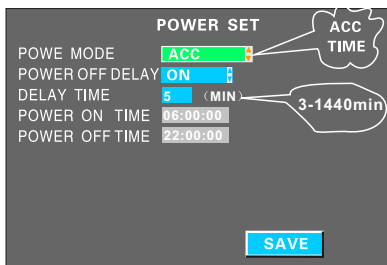 POWER SET
ACC
TIME
POWE MODE ACC
POWER OFF DELAY ON
DELAY TIME 5 (MIN)
3-1440min
POWER ON TIME 06:00:00
POWER OFF TIME 22:00:00
SAVE